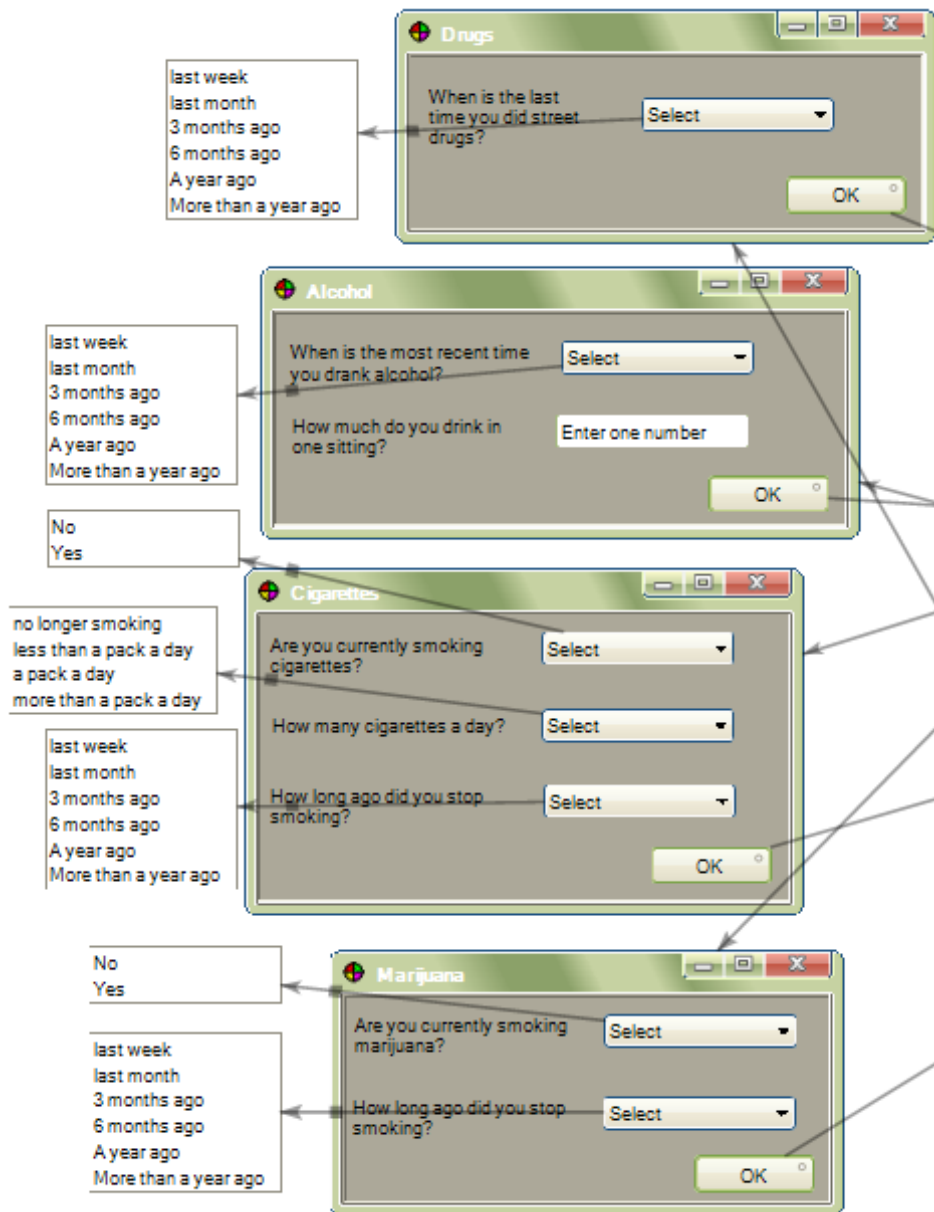 Drugs
last week
last month
3 months ago
6 months ago
A year ago
More than a year ago
When is the last
time you did street
drugs?
Select
OK
Alcohol
last week
last month
3 months ago
6 months ago
A year ago
More than a year ago
When is the most recent time
you drank alcohol?
Select
How much do you drink in
one sitting?
Enter one number
OK
No
Yes
Cigarettes
no longer smoking
less than a pack a day
a pack a day
more than a pack a day
Are you currently smoking
cigarettes?
Select
How many cigarettes a day?
Select
last week
last month
3 months ago
6 months ago
A year ago
More than a year ago
How long ago did you stop
smoking?
Select
OK
No
Yes
Marijuana
Are you currently smoking
marijuana?
Select
last week
last month
3 months ago
6 months ago
A year ago
More than a year ago
How long ago did you stop
smoking?
Select
OK